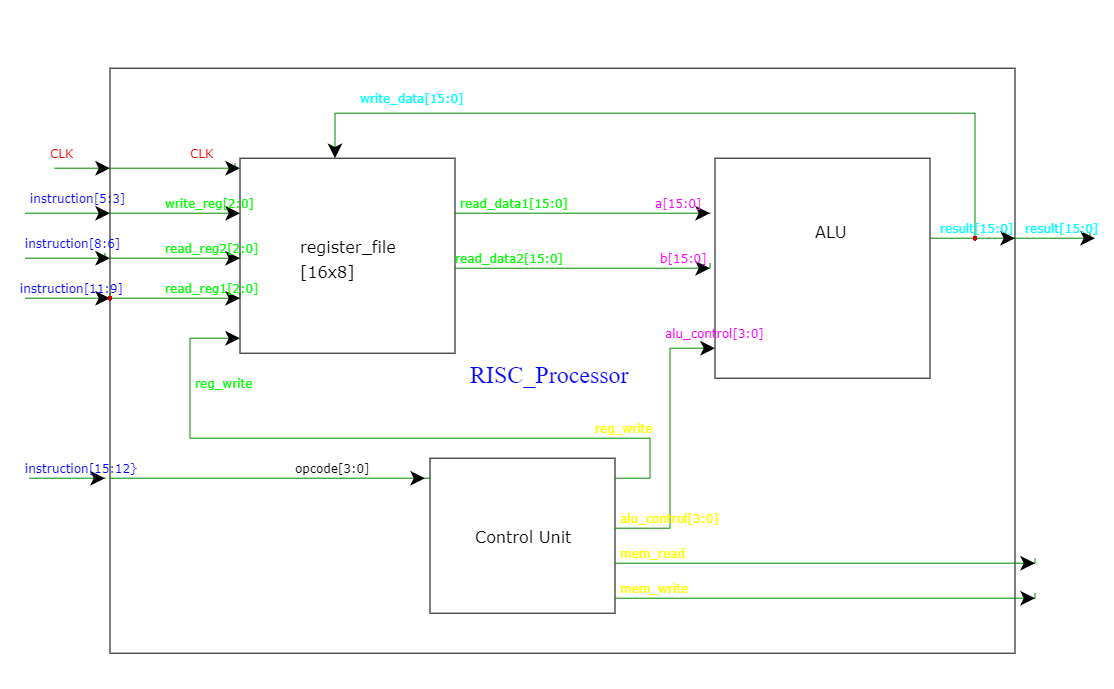 write_data[15:0]
CLK
CLK
instruction[5:3]
write_reg[2:0]
read_data1[15:0]
a[15:0]
instruction[8:6]
read_reg2[2:0]
register_file
[16x8]
read_data2[15:0]
b[15:0]
ALU
result[15:0]
result[15:0]
instruction[11:9]
read_reg1[2:0]
alu_control[3:0]
RISC_Processor
reg_write
reg_write
instruction[15:12}
opcode[3:0]
Control Unit
alu_control[3:0]
mem_read
mem_write